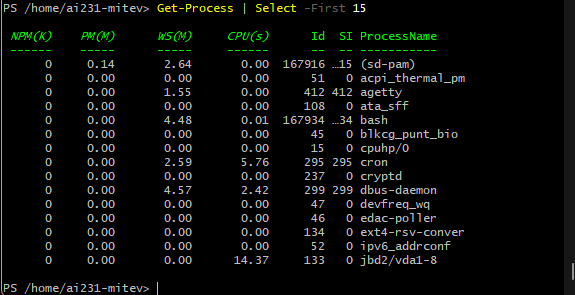 PS /home/ai231-mitev> Get-Process | Select -First 15
NPM(K) PM(M) WS(M) CPU(s) Id SI ProcessName
------ ----- ----- ------ -- -- -----------
0 0.14 2.64 0.00 167916 …15 (sd-pam)
0 0.00 0.00 0.00 51 0 acpi_thermal_pm
0 0.00 1.55 0.00 412 412 agetty
0 0.00 0.00 0.00 108 0 ata_sff
0 0.00 4.48 0.01 167934 …34 bash
0 0.00 0.00 0.00 45 0 blkcg_punt_bio
0 0.00 0.00 0.00 15 0 cpuhp/0
0 0.00 2.59 5.76 295 295 cron
0 0.00 0.00 0.00 237 0 cryptd
0 0.00 4.57 2.42 299 299 dbus-daemon
0 0.00 0.00 0.00 47 0 devfreq_wq
0 0.00 0.00 0.00 46 0 edac-poller
0 0.00 0.00 0.00 134 0 ext4-rsv-conver
0 0.00 0.00 0.00 52 0 ipv6_addrconf
0 0.00 0.00 14.37 133 0 jbd2/vda1-8
PS /home/ai231-mitev>